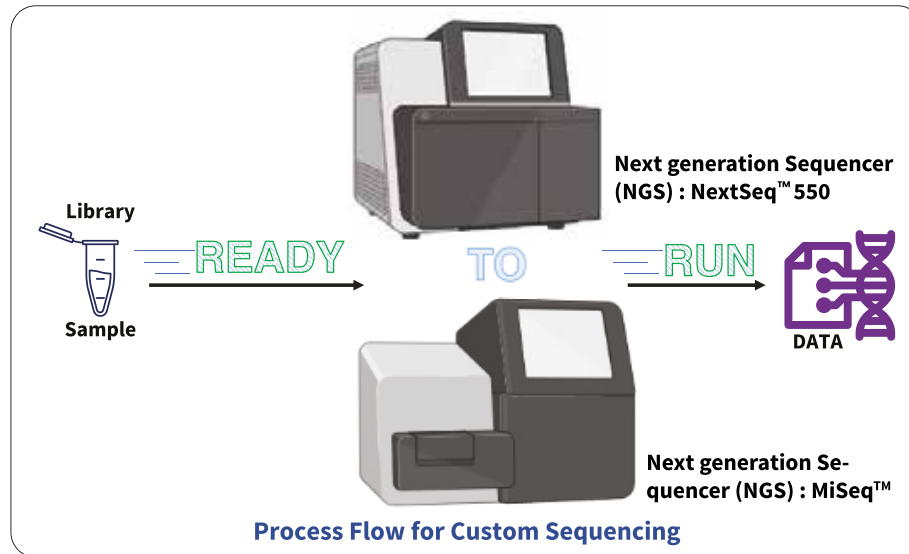 Next generation Sequencer
(NGS) : NextSeq™ 550
Library
READY
TO
RUN
Sample
DATA
Next generation Se-
quencer (NGS) : MiSeq™
Process Flow for Custom Sequencing